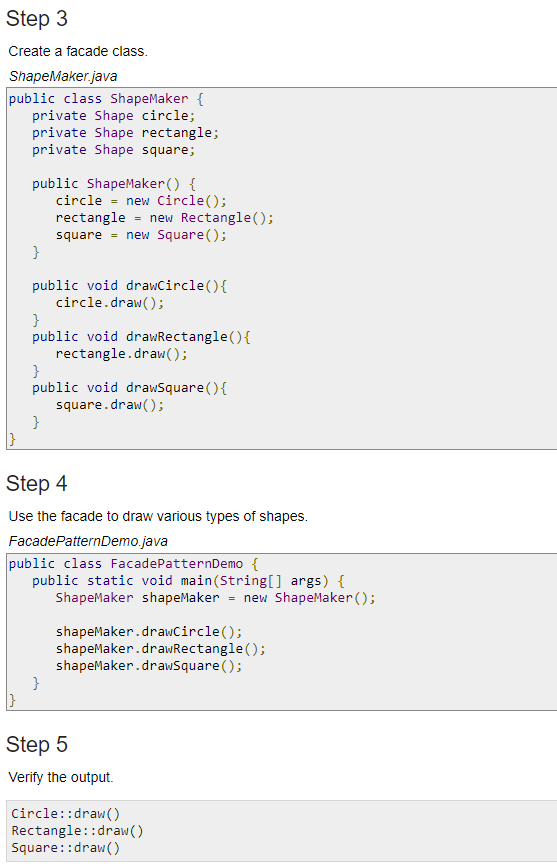 Step 3
Create a facade class.
ShapeMaker.java
public class ShapeMaker {
   private Shape circle;
   private Shape rectangle;
   private Shape square;

   public ShapeMaker() {
      circle = new Circle();
      rectangle = new Rectangle();
      square = new Square();
   }

   public void drawCircle(){
      circle.draw();
   }
   public void drawRectangle(){
      rectangle.draw();
   }
   public void drawSquare(){
      square.draw();
   }
}
Step 4
Use the facade to draw various types of shapes.
FacadePatternDemo.java
public class FacadePatternDemo {
   public static void main(String[] args) {
      ShapeMaker shapeMaker = new ShapeMaker();

      shapeMaker.drawCircle();
      shapeMaker.drawRectangle();
      shapeMaker.drawSquare();
   }
}
Step 5
Verify the output.
Circle::draw()
Rectangle::draw()
Square::draw()